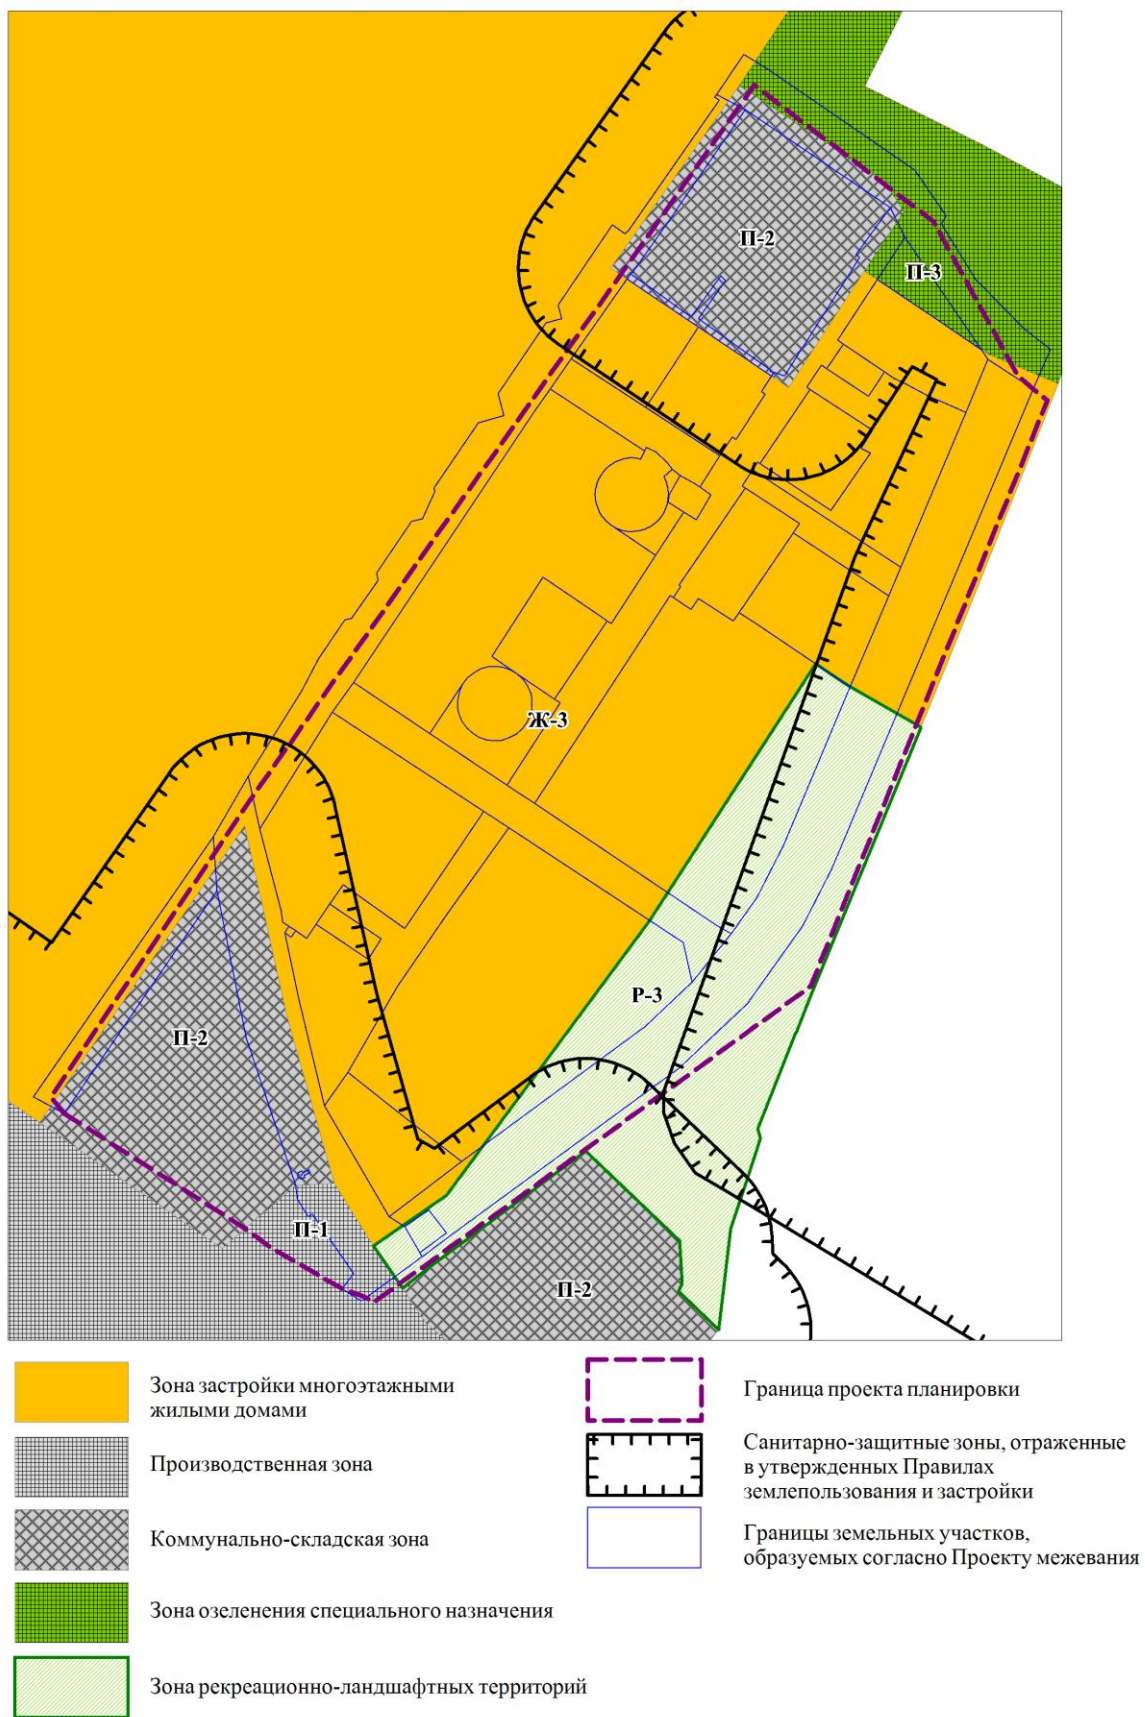 П-2
П-3
Ж-3
Р-3
П-2
П-1
П-2
Зона застройки многоэтажными
жилыми домами
Производственная зона
Коммунально-складская зона
Зона озеленения специального назначения
Зона рекреационно-ландшафтных территорий
Граница проекта планировки
Санитарно-защитные зоны, отраженные
в утвержденных Правилах
землепользования и застройки
Границы земельных участков,
образуемых согласно Проекту межевания